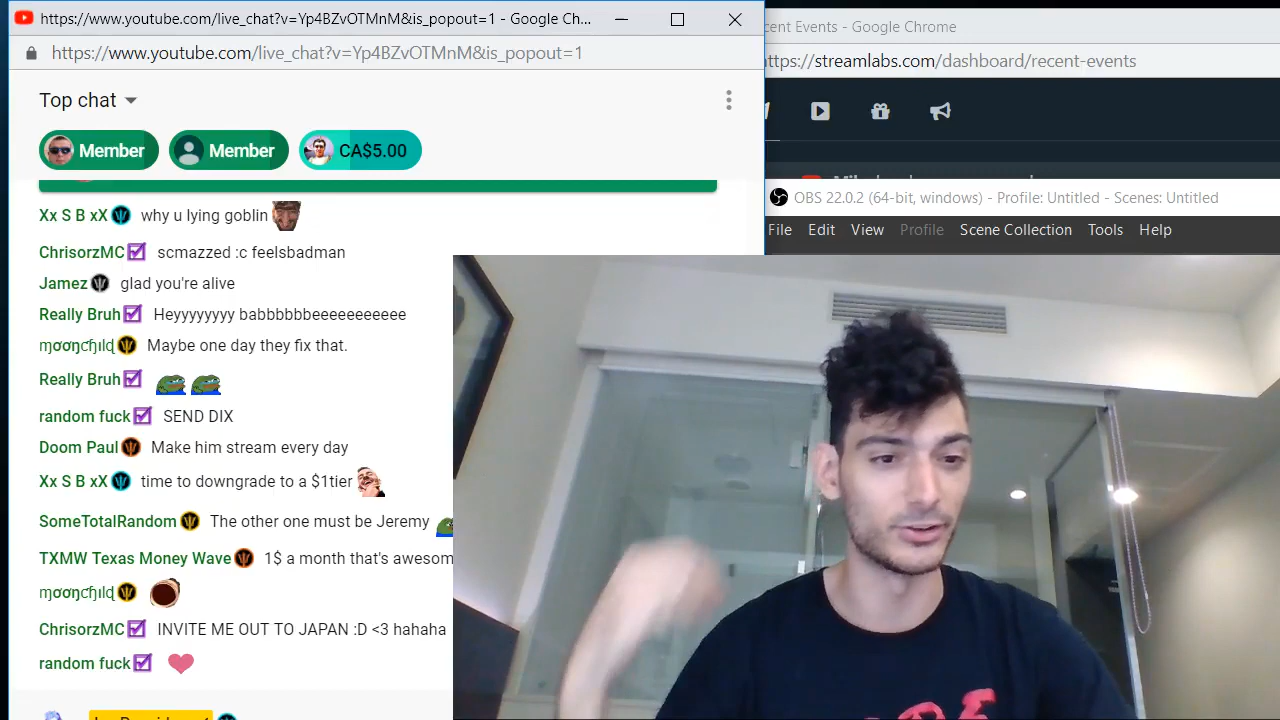 https://www.youtube.com/live_chat?v=Yp4BZvOTMnM&is_popout=1 - Google Ch...
https://www.youtube.com/live_chat?v=Yp4BZvOTMnM&is_popout=1
Top chat
Member Member CA$5.00
Xx S B xX why u lying goblin
ChrisorzMC scmazzed :c feelsbadman
Jamez glad you're alive
Really Bruh Heyyyyyyyy babbbbbbeeeeeeeeeee
ɱσσɳƈɧıɭɖ Maybe one day they fix that.
Really Bruh
random fuck SEND DIX
Doom Paul Make him stream every day
Xx S B xX time to downgrade to a $1tier
SomeTotalRandom The other one must be Jeremy
TXMW Texas Money Wave 1$ a month that's awesom
ɱσσɳƈɧıɭɖ
ChrisorzMC INVITE ME OUT TO JAPAN :D <3 hahaha
random fuck
cent Events - Google Chrome
https://streamlabs.com/dashboard/recent-events
OBS 22.0.2 (64-bit, windows) - Profile: Untitled - Scenes: Untitled
File Edit View Profile Scene Collection Tools Help